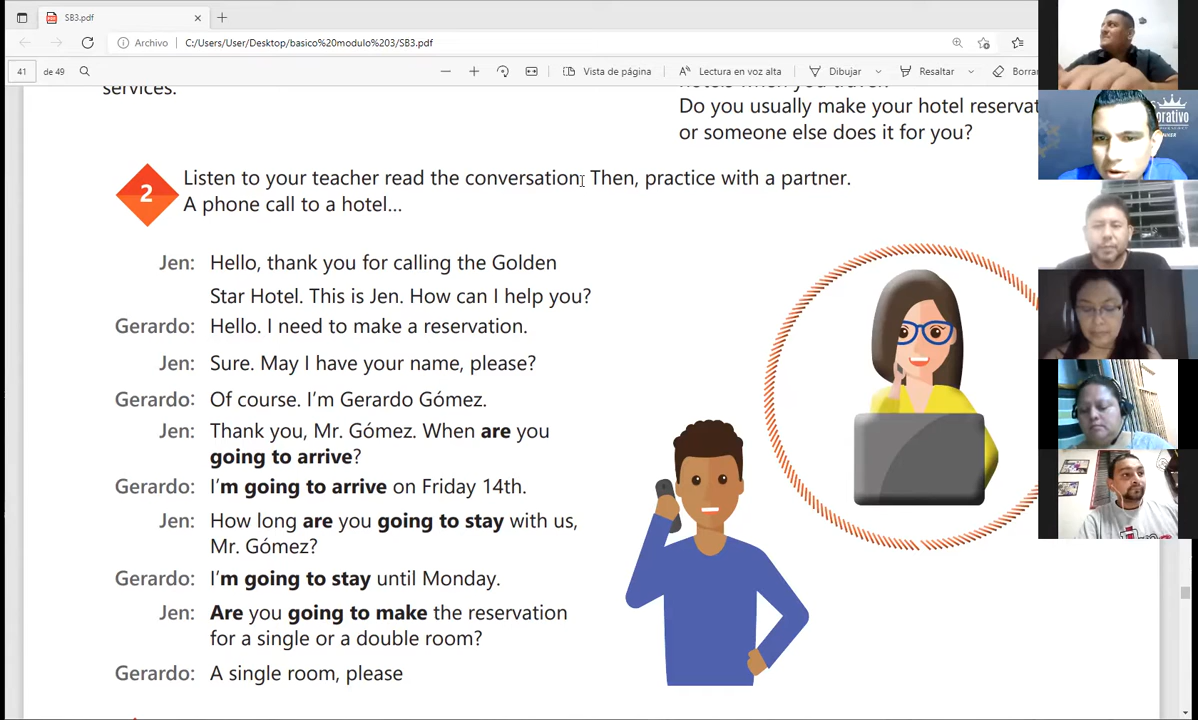 SB3.pdf
Archivo
C:/Users/User/Desktop/basico%20modulo%203/SB3.pdf
41 de 49
Vista de página
Lectura en voz alta
Dibujar
Resaltar
Borrar
services.
Do you usually make your hotel reservat
or someone else does it for you?
2
Listen to your teacher read the conversation. Then, practice with a partner.
A phone call to a hotel...
Jen: Hello, thank you for calling the Golden
Star Hotel. This is Jen. How can I help you?
Gerardo: Hello. I need to make a reservation.
Jen: Sure. May I have your name, please?
Gerardo: Of course. I'm Gerardo Gómez.
Jen: Thank you, Mr. Gómez. When are you
going to arrive?
Gerardo: I'm going to arrive on Friday 14th.
Jen: How long are you going to stay with us,
Mr. Gómez?
Gerardo: I'm going to stay until Monday.
Jen: Are you going to make the reservation
for a single or a double room?
Gerardo: A single room, please